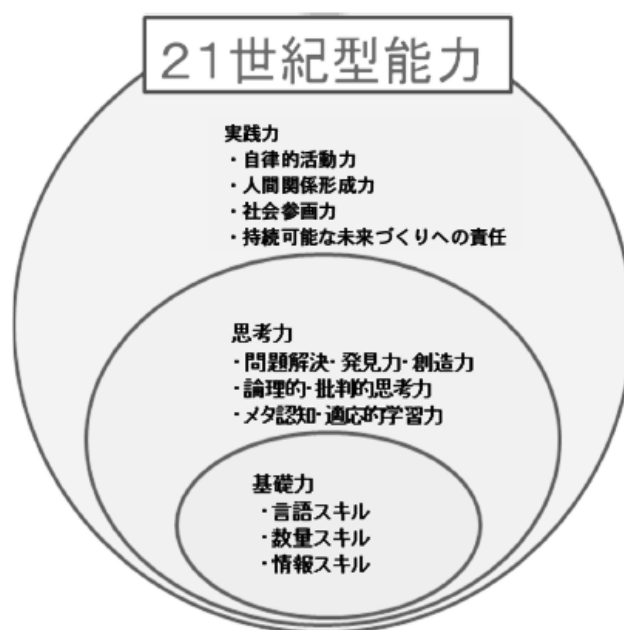 21世紀型能力
実践力
・自律的活動力
・人間関係形成力
・社会参画力
・持続可能な未来づくりへの責任
思考力
・問題解決・発見力・創造力
・論理的・批判的思考力
・メタ認知・適応的学習力
基礎力
・言語スキル
・数量スキル
・情報スキル